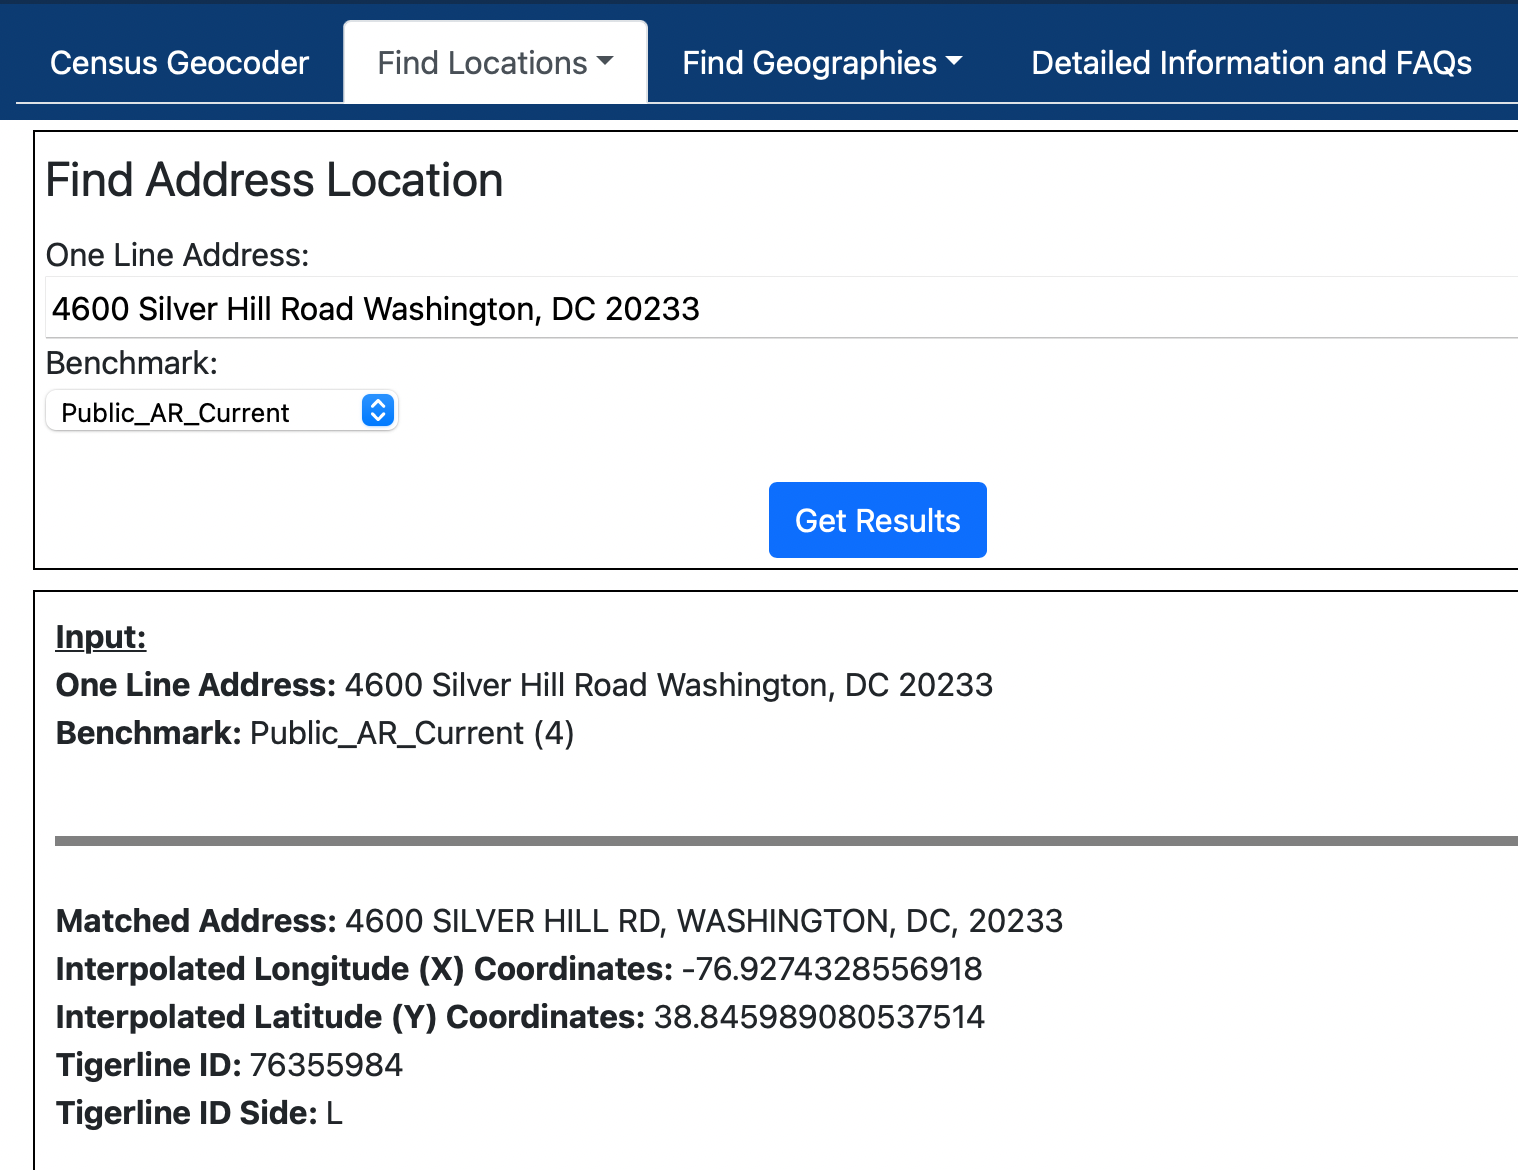 Census Geocoder Find Locations Find Geographies Detailed Information and FAQs
Find Address Location
One Line Address:
4600 Silver Hill Road Washington, DC 20233
Benchmark:
Public_AR_Current
Get Results
Input:
One Line Address: 4600 Silver Hill Road Washington, DC 20233
Benchmark: Public_AR_Current (4)
Matched Address: 4600 SILVER HILL RD, WASHINGTON, DC, 20233
Interpolated Longitude (X) Coordinates: -76.9274328556918
Interpolated Latitude (Y) Coordinates: 38.845989080537514
Tigerline ID: 76355984
Tigerline ID Side: L